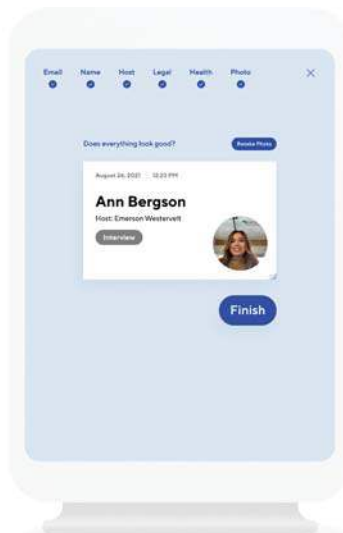 Email Name Host Legal Health Photo
Does everything look good? Retake Photo
August 26, 2021 | 12:23 PM
Ann Bergson
Host: Emerson Westervelt
Interview
Finish